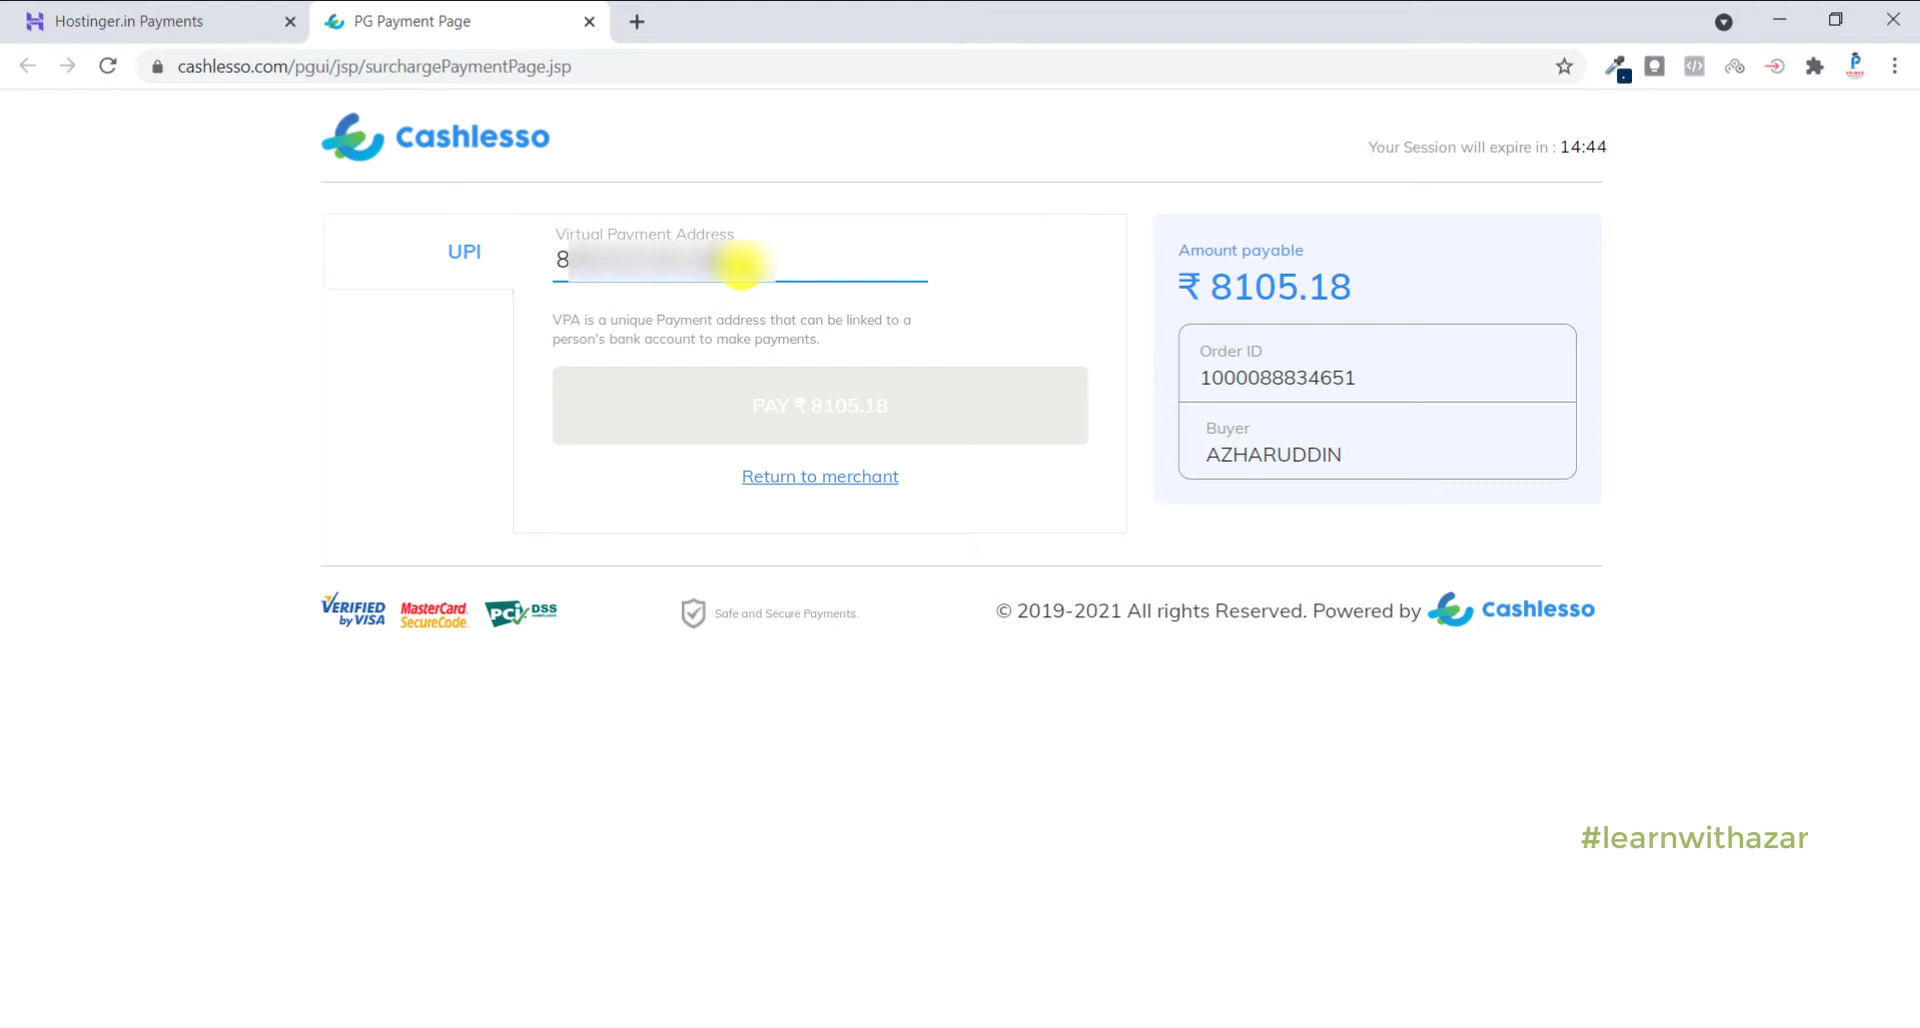 Hostinger.in Payments
PG Payment Page
cashlesso.com/pgui/jsp/surchargePaymentPage.jsp
cashlesso
Your Session will expire in : 14:44
UPI
Virtual Payment Address
8
VPA is a unique Payment address that can be linked to a
person's bank account to make payments.
PAY ₹ 8105.18
Return to merchant
Amount payable
₹ 8105.18
Order ID
1000088834651
Buyer
AZHARUDDIN
VERIFIED
by VISA
MasterCard.
SecureCode.
PCI DSS
COMPLIANT
Safe and Secure Payments.
© 2019-2021 All rights Reserved. Powered by cashlesso
#learnwithazar